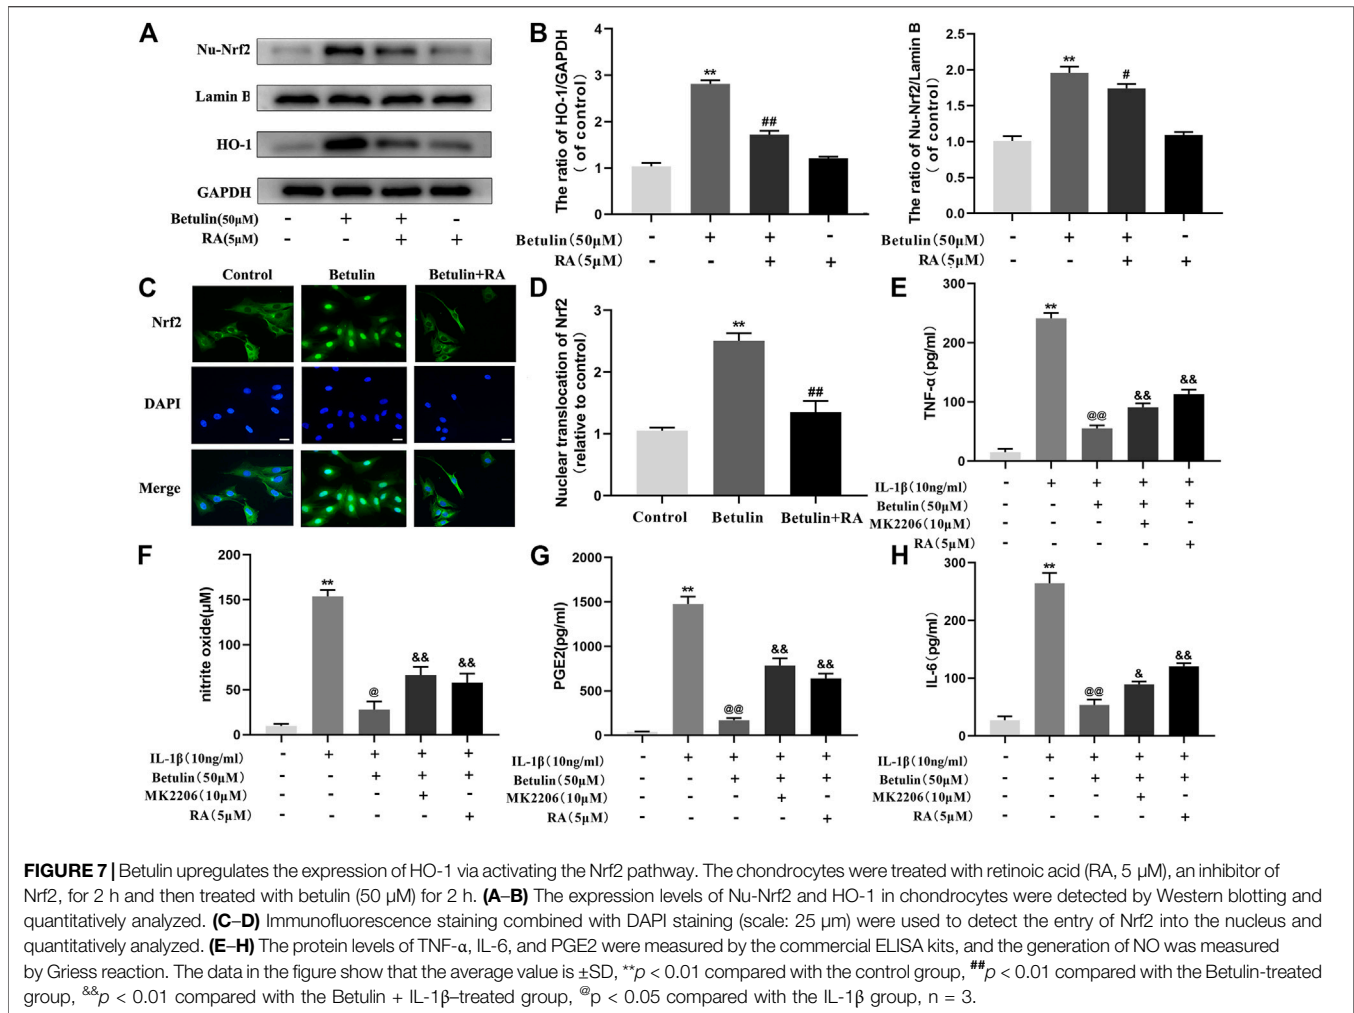 A
Nu-Nrf2
Lamin B
HO-1
GAPDH
Betulin(50μM) - + + -
RA(5μM) - - + +
B
The ratio of HO-1/GAPDH
( of control)
4
3
2
1
0
**
##
Betulin(50μM) - + + -
RA(5μM) - - + +
The ratio of Nu-Nrf2/Lamin B
( of control)
2.5
2.0
1.5
1.0
0.5
0.0
**
#
- + + -
RA(5μM) - - + +
C
Control Betulin Betulin+RA
Nrf2
DAPI
Merge
D
Nuclear translocation of Nrf2
(relative to control)
3
2
1
0
**
##
Control Betulin Betulin+RA
E
TNF-α(pg/ml)
300
200
100
0
**
@@
&&
&&
IL-1β(10ng/ml) - + + + +
Betulin(50μM) - - + + +
MK2206(10μM) - - - + -
RA(5μM) - - - - +
F
nitrite oxide(μM)
200
150
100
50
0
**
@
&&
&&
IL-1β(10ng/ml) - + + + +
Betulin(50μM) - - + + +
MK2206(10μM) - - - + -
RA(5μM) - - - - +
G
PGE2(pg/ml)
2000
1500
1000
500
0
**
@@
&&
&&
IL-1β(10ng/ml) - + + + +
Betulin(50μM) - - + + +
MK2206(10μM) - - - + -
RA(5μM) - - - - +
H
IL-6(pg/ml)
300
200
100
0
**
@@
&
&&
IL-1β(10ng/ml) - + + + +
Betulin(50μM) - - + + +
MK2206(10μM) - - - + -
RA(5μM) - - - - +
FIGURE 7 | Betulin upregulates the expression of HO-1 via activating the Nrf2 pathway. The chondrocytes were treated with retinoic acid (RA, 5 μM), an inhibitor of
Nrf2, for 2 h and then treated with betulin (50 μM) for 2 h. (A–B) The expression levels of Nu-Nrf2 and HO-1 in chondrocytes were detected by Western blotting and
quantitatively analyzed. (C–D) Immunofluorescence staining combined with DAPI staining (scale: 25 μm) were used to detect the entry of Nrf2 into the nucleus and
quantitatively analyzed. (E–H) The protein levels of TNF-α, IL-6, and PGE2 were measured by the commercial ELISA kits, and the generation of NO was measured
by Griess reaction. The data in the figure show that the average value is ±SD, **p < 0.01 compared with the control group, ##p < 0.01 compared with the Betulin-treated
group, &&p < 0.01 compared with the Betulin + IL-1β–treated group, @p < 0.05 compared with the IL-1β group, n = 3.